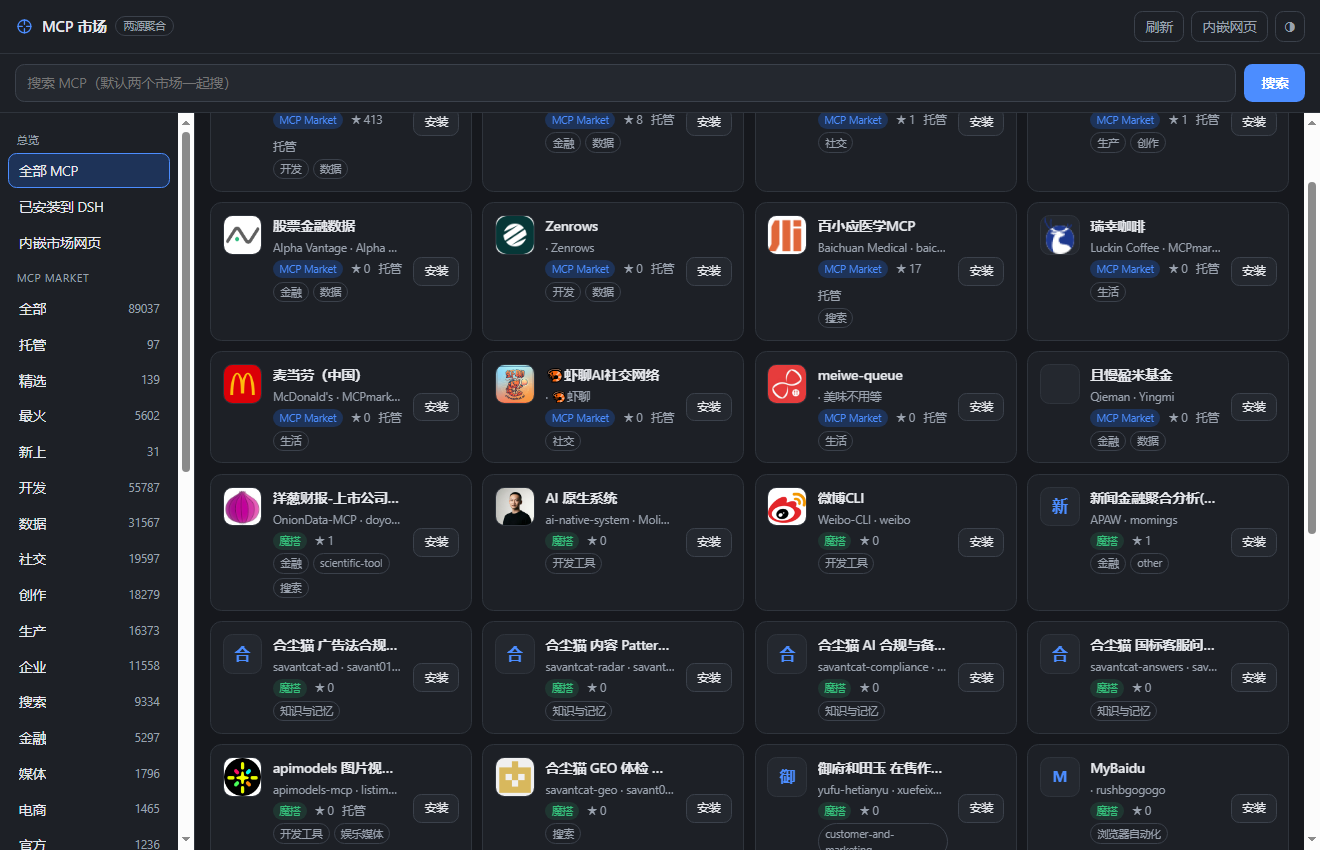 MCP 市场 两源聚合 刷新 内嵌网页
搜索 MCP（默认两个市场一起搜） 搜索
总览
全部 MCP
已安装到 DSH
内嵌市场网页
MCP MARKET
全部 89037
托管 97
精选 139
最火 5602
新上 31
开发 55787
数据 31567
社交 19597
创作 18279
生产 16373
企业 11558
搜索 9334
金融 5297
媒体 1796
电商 1465
官方 1236
MCP Market ★ 413 安装
托管
开发 数据
MCP Market ★ 8 托管 安装
金融 数据
MCP Market ★ 1 托管 安装
社交
MCP Market ★ 1 托管 安装
生产 创作
股票金融数据
Alpha Vantage · Alpha ...
MCP Market ★ 0 托管 安装
金融 数据
Zenrows
· Zenrows
MCP Market ★ 0 托管 安装
开发 数据
百小应医学MCP
Baichuan Medical · baic...
MCP Market ★ 17 安装
托管
搜索
瑞幸咖啡
Luckin Coffee · MCPmar...
MCP Market ★ 0 托管 安装
生活
麦当劳（中国）
McDonald's · MCPmark...
MCP Market ★ 0 托管 安装
生活
🦐虾聊AI社交网络
· 🦐虾聊
MCP Market ★ 0 托管 安装
社交
meiwe-queue
· 美味不用等
MCP Market ★ 0 托管 安装
生活
且慢盈米基金
Qieman · Yingmi
MCP Market ★ 0 托管 安装
金融 数据
洋葱财报-上市公司...
OnionData-MCP · doyo...
魔搭 ★ 1 安装
金融 scientific-tool
搜索
AI 原生系统
ai-native-system · Moli...
魔搭 ★ 0 安装
开发工具
微博CLI
Weibo-CLI · weibo
魔搭 ★ 0 安装
开发工具
新
新闻金融聚合分析(...
APAW · momings
魔搭 ★ 1 安装
金融 other
合
合尘猫 广告法合规...
savantcat-ad · savant01...
魔搭 ★ 0 安装
知识与记忆
合
合尘猫 内容 Patter...
savantcat-radar · savant...
魔搭 ★ 0 安装
知识与记忆
合
合尘猫 AI 合规与备...
savantcat-compliance · ...
魔搭 ★ 0 安装
知识与记忆
合
合尘猫 国标客服问...
savantcat-answers · sav...
魔搭 ★ 0 安装
知识与记忆
apimodels 图片视...
apimodels-mcp · listim...
魔搭 ★ 0 托管 安装
开发工具 娱乐媒体
合尘猫 GEO 体检 ...
savantcat-geo · savant0...
魔搭 ★ 0 安装
搜索
御
御府和田玉 在售作...
yufu-hetianyu · xuefeix...
魔搭 ★ 0 安装
customer-and-
marketing
M
MyBaidu
· rushbgogogo
魔搭 ★ 0 安装
浏览器自动化